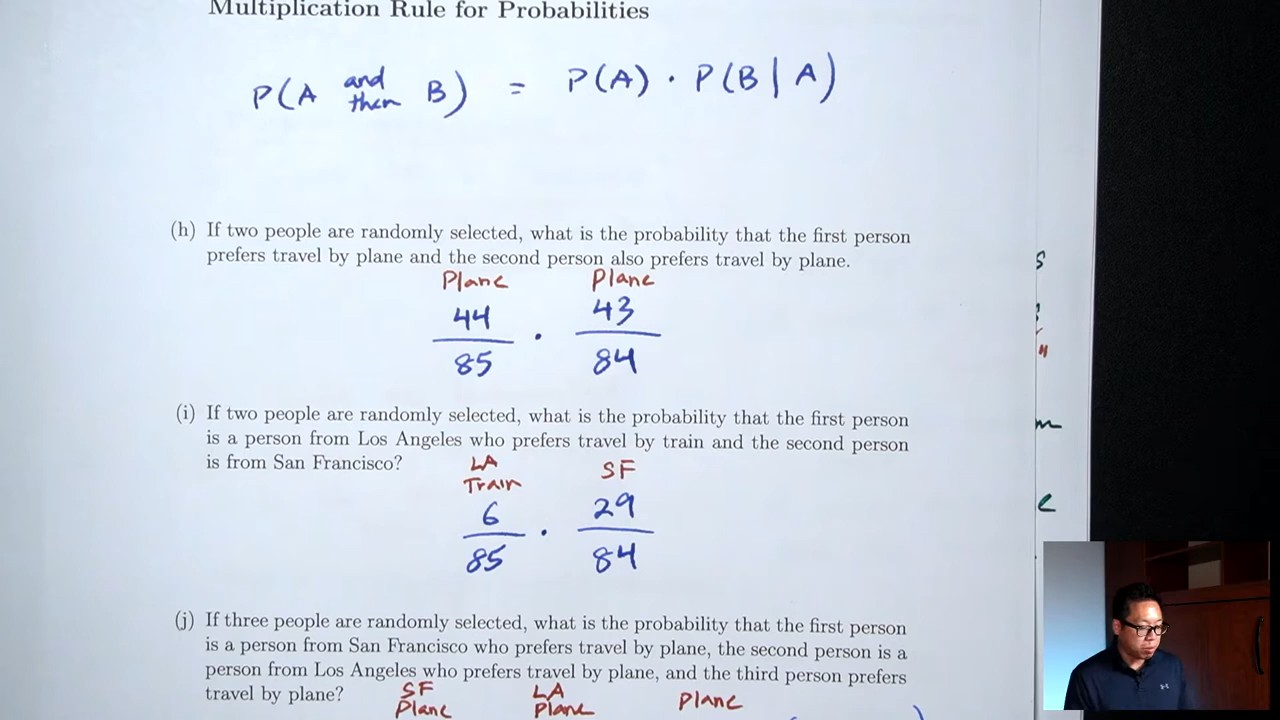 Multiplication Rule for Probabilities
P(A and then B) = P(A) · P(B | A)
(h) If two people are randomly selected, what is the probability that the first person
prefers travel by plane and the second person also prefers travel by plane.
Plane Plane
44/85 · 43/84
(i) If two people are randomly selected, what is the probability that the first person
is a person from Los Angeles who prefers travel by train and the second person
is from San Francisco?
LA Train SF
6/85 · 29/84
(j) If three people are randomly selected, what is the probability that the first person
is a person from San Francisco who prefers travel by plane, the second person is a
person from Los Angeles who prefers travel by plane, and the third person prefers
travel by plane?
SF Plane LA Plane Plane